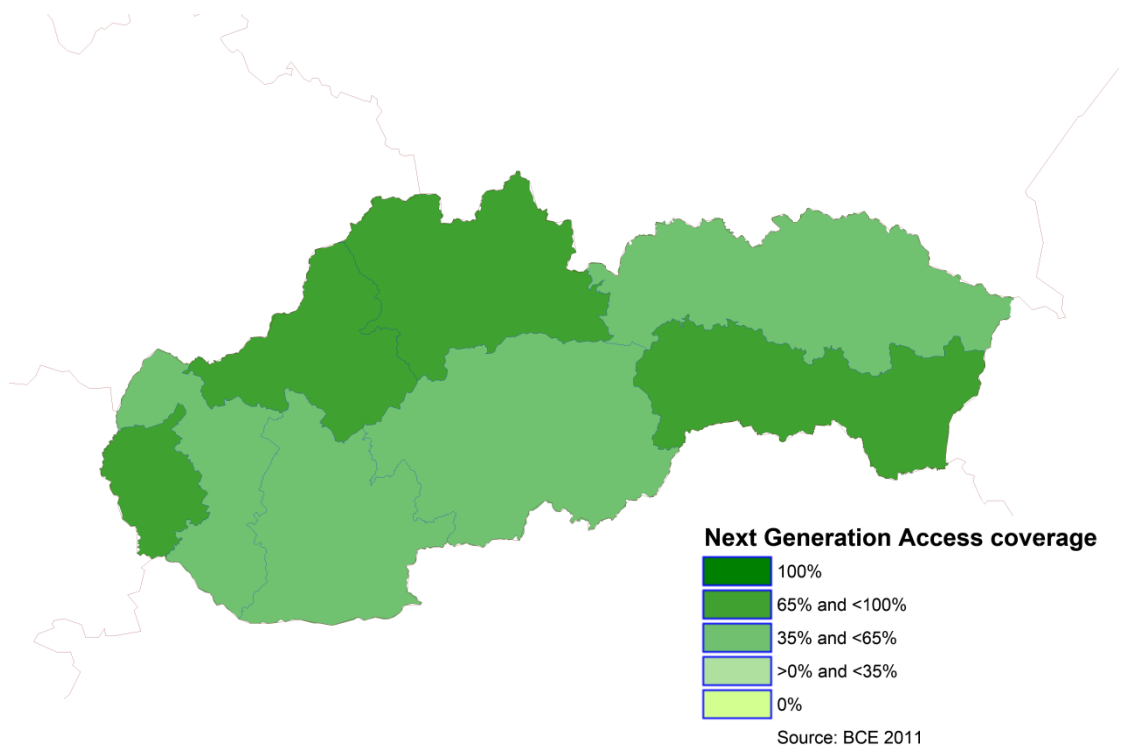 Next Generation Access coverage
100%
65% and <100%
35% and <65%
>0% and <35%
0%
Source: BCE 2011